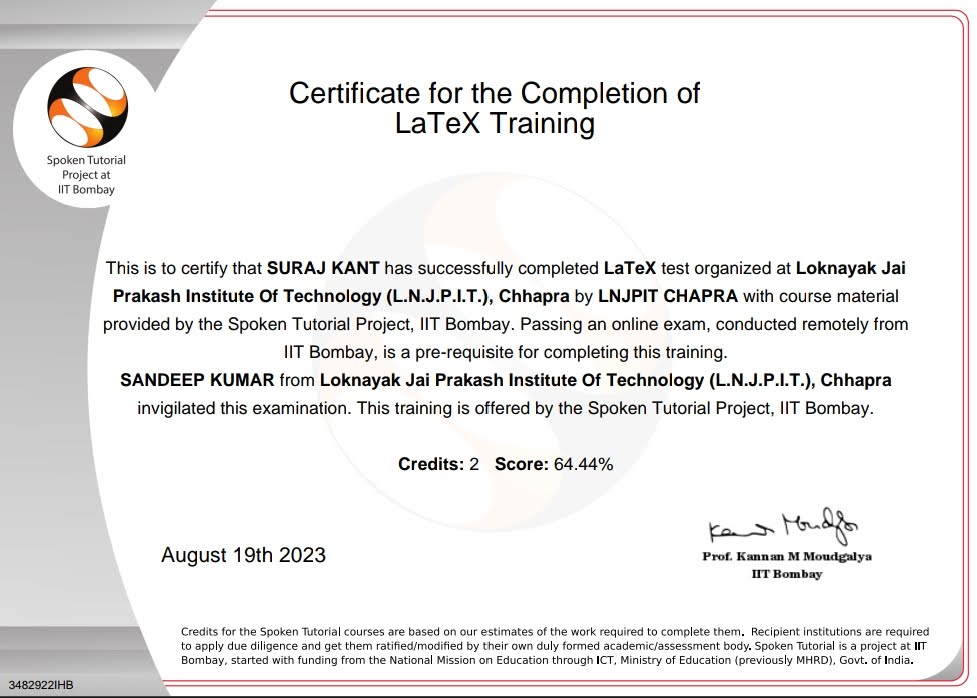 Certificate for the Completion of
LaTeX Training
Spoken Tutorial
Project at
IIT Bombay
This is to certify that SURAJ KANT has successfully completed LaTeX test organized at Loknayak Jai
Prakash Institute Of Technology (L.N.J.P.I.T.), Chhapra by LNJPIT CHAPRA with course material
provided by the Spoken Tutorial Project, IIT Bombay. Passing an online exam, conducted remotely from
IIT Bombay, is a pre-requisite for completing this training.
SANDEEP KUMAR from Loknayak Jai Prakash Institute Of Technology (L.N.J.P.I.T.), Chhapra
invigilated this examination. This training is offered by the Spoken Tutorial Project, IIT Bombay.
Credits: 2 Score: 64.44%
August 19th 2023
Kannan Moudgalya
Prof. Kannan M Moudgalya
IIT Bombay
Credits for the Spoken Tutorial courses are based on our estimates of the work required to complete them. Recipient institutions are required
to apply due diligence and get them ratified/modified by their own duly formed academic/assessment body. Spoken Tutorial is a project at IIT
Bombay, started with funding from the National Mission on Education through ICT, Ministry of Education (previously MHRD), Govt. of India.
3482922IHB